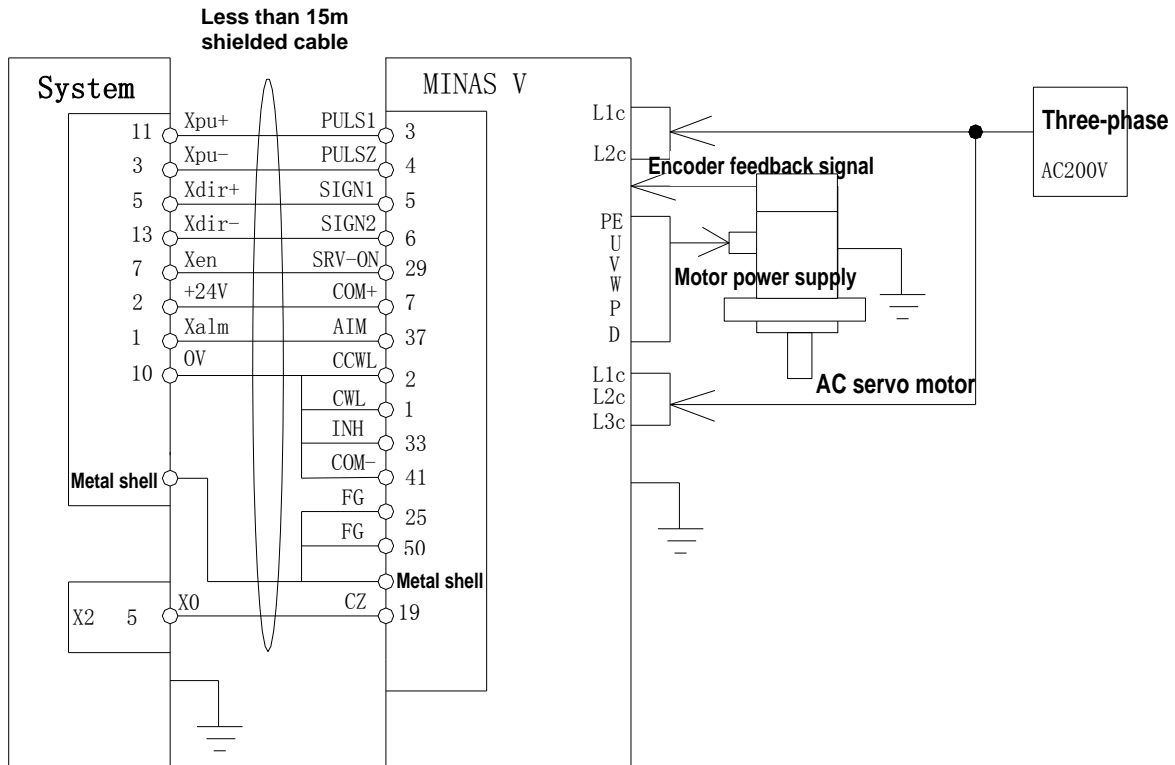 Less than 15m
shielded cable
System
MINAS V
11 Xpu+ PULS1 3
3 Xpu- PULSZ 4
5 Xdir+ SIGN1 5
13 Xdir- SIGN2 6
7 Xen SRV-ON 29
2 +24V COM+ 7
1 Xalm AIM 37
10 0V CCWL 2
CWL 1
INH 33
COM- 41
Metal shell
FG 25
FG 50
Metal shell
X2 5 X0 CZ 19
L1c
L2c
Encoder feedback signal
PE
U
V
W
P
D
Motor power supply
AC servo motor
L1c
L2c
L3c
Three-phase
AC200V